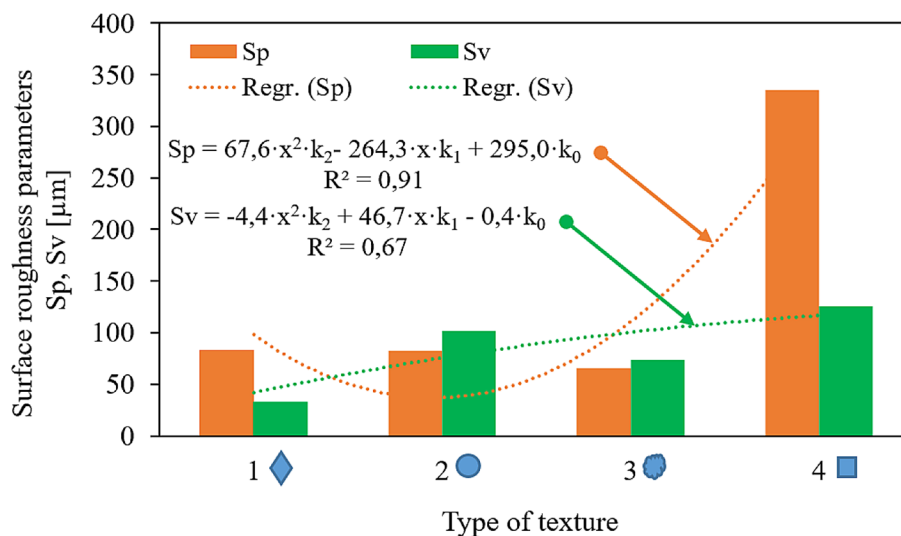 400
350
300
250
200
150
100
50
0
Surface roughness parameters
Sp, Sv [µm]
Sp
Sv
Regr. (Sp)
Regr. (Sv)
Sp = 67,6·x²·k₂- 264,3·x·k₁ + 295,0·k₀
R² = 0,91
Sv = -4,4·x²·k₂ + 46,7·x·k₁ - 0,4·k₀
R² = 0,67
1
2
3
4
Type of texture